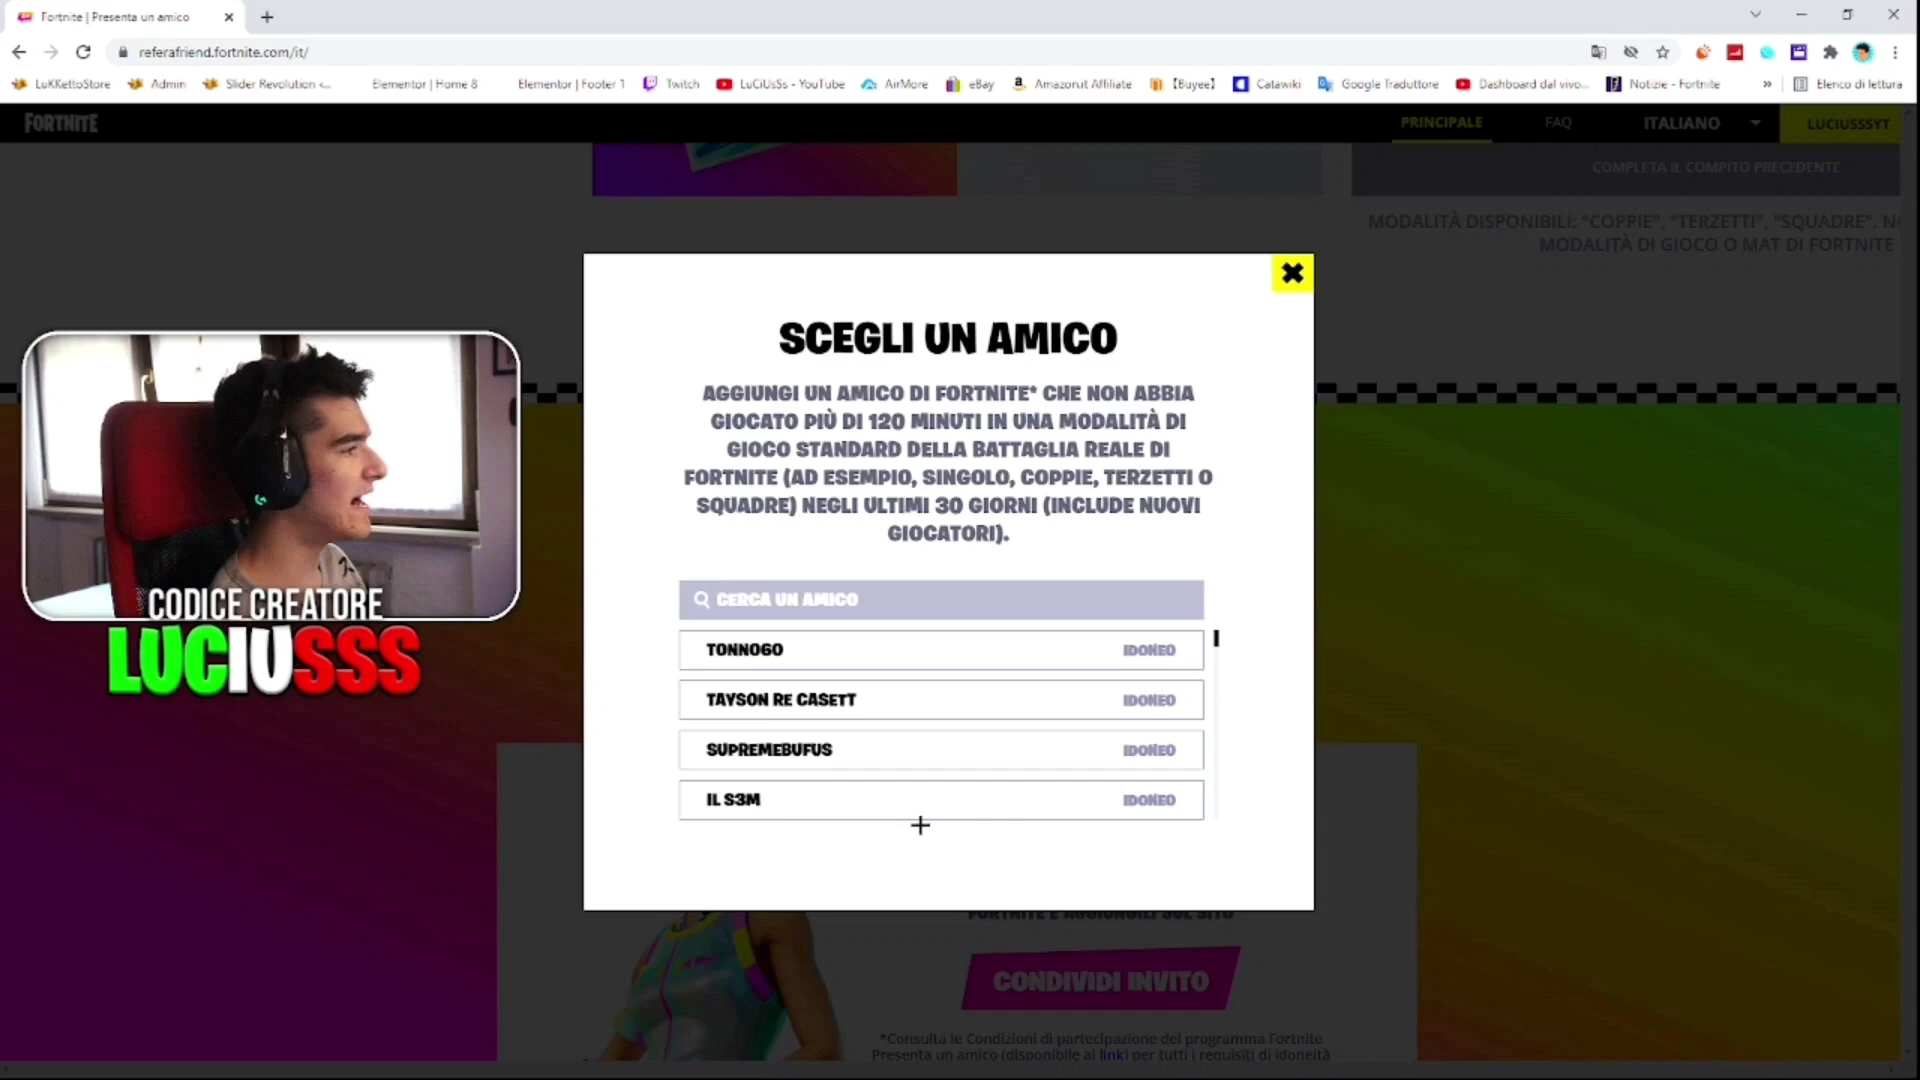 Fortnite | Presenta un amico
referafriend.fortnite.com/it/
LuKKettoStore Admin Slider Revolution <... Elementor | Home 8 Elementor | Footer 1 Twitch LuCiUsSs - YouTube AirMore eBay Amazon.it Affiliate 【Buyee】 Catawiki Google Traduttore Dashboard dal vivo... Notizie - Fortnite » Elenco di lettura
FORTNITE PRINCIPALE FAQ ITALIANO LUCIUSSSYT
COMPLETA IL COMPITO PRECEDENTE
MODALITÀ DISPONIBILI: "COPPIE", "TERZETTI", "SQUADRE".
MODALITÀ DI GIOCO O MAT DI FORTNITE
SCEGLI UN AMICO
AGGIUNGI UN AMICO DI FORTNITE* CHE NON ABBIA
GIOCATO PIÙ DI 120 MINUTI IN UNA MODALITÀ DI
GIOCO STANDARD DELLA BATTAGLIA REALE DI
FORTNITE (AD ESEMPIO, SINGOLO, COPPIE, TERZETTI O
SQUADRE) NEGLI ULTIMI 30 GIORNI (INCLUDE NUOVI
GIOCATORI).
CERCA UN AMICO
TONNO60 IDONEO
TAYSON RE CASETT IDONEO
SUPREMEBUFUS IDONEO
IL S3M IDONEO
CODICE CREATORE
LUCIUSSS
FORTNITE E AGGIUNGILI SUL SITO
CONDIVIDI INVITO
*Consulta le Condizioni di partecipazione del programma Fortnite
Presenta un amico (disponibile al link) per tutti i requisiti di idoneità